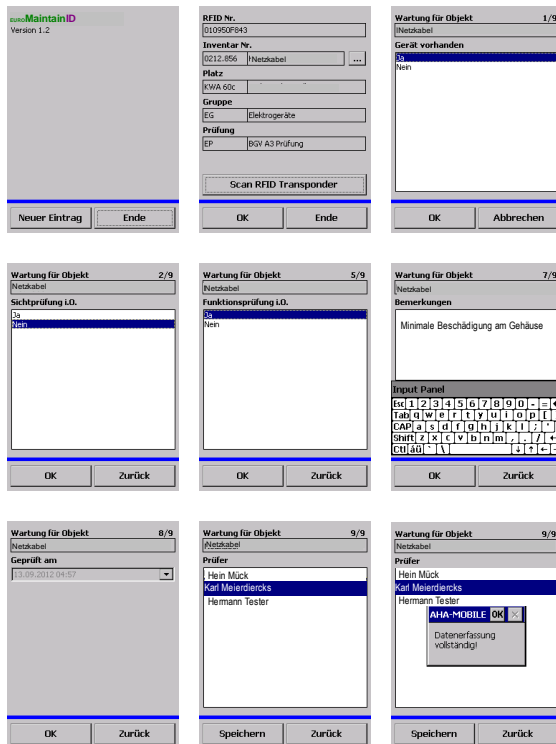 EUROMaintainID
Version 1.2
Neuer Eintrag
Ende
RFID Nr.
010950F843
Inventar Nr.
0212.856
Netzkabel
...
Platz
KWA 60c
Gruppe
EG
Elektrogeräte
Prüfung
EP
BGV A3 Prüfung
Scan RFID Transponder
OK
Ende
Wartung für Objekt 1/9
Netzkabel
Gerät vorhanden
Ja
Nein
OK
Abbrechen
Wartung für Objekt 2/9
Netzkabel
Sichtprüfung i.O.
Ja
Nein
OK
Zurück
Wartung für Objekt 5/9
Netzkabel
Funktionsprüfung i.O.
Ja
Nein
OK
Zurück
Wartung für Objekt 7/9
Netzkabel
Bemerkungen
Minimale Beschädigung am Gehäuse
Input Panel
Esc 1 2 3 4 5 6 7 8 9 0 - =
Tab q w e r t y u i o p [
CAP a s d f g h j k l ; '
Shift z x c v b n m , . /
Ctl áü ` \
OK
Zurück
Wartung für Objekt 8/9
Netzkabel
Geprüft am
13.09.2012 04:57
OK
Zurück
Wartung für Objekt 9/9
Netzkabel
Prüfer
Hein Mück
Karl Meierdiercks
Hermann Tester
Speichern
Zurück
Wartung für Objekt 9/9
Netzkabel
Prüfer
Hein Mück
Karl Meierdiercks
Hermann Tester
AHA-MOBILE OK
Datenerfassung
vollständig!
Speichern
Zurück